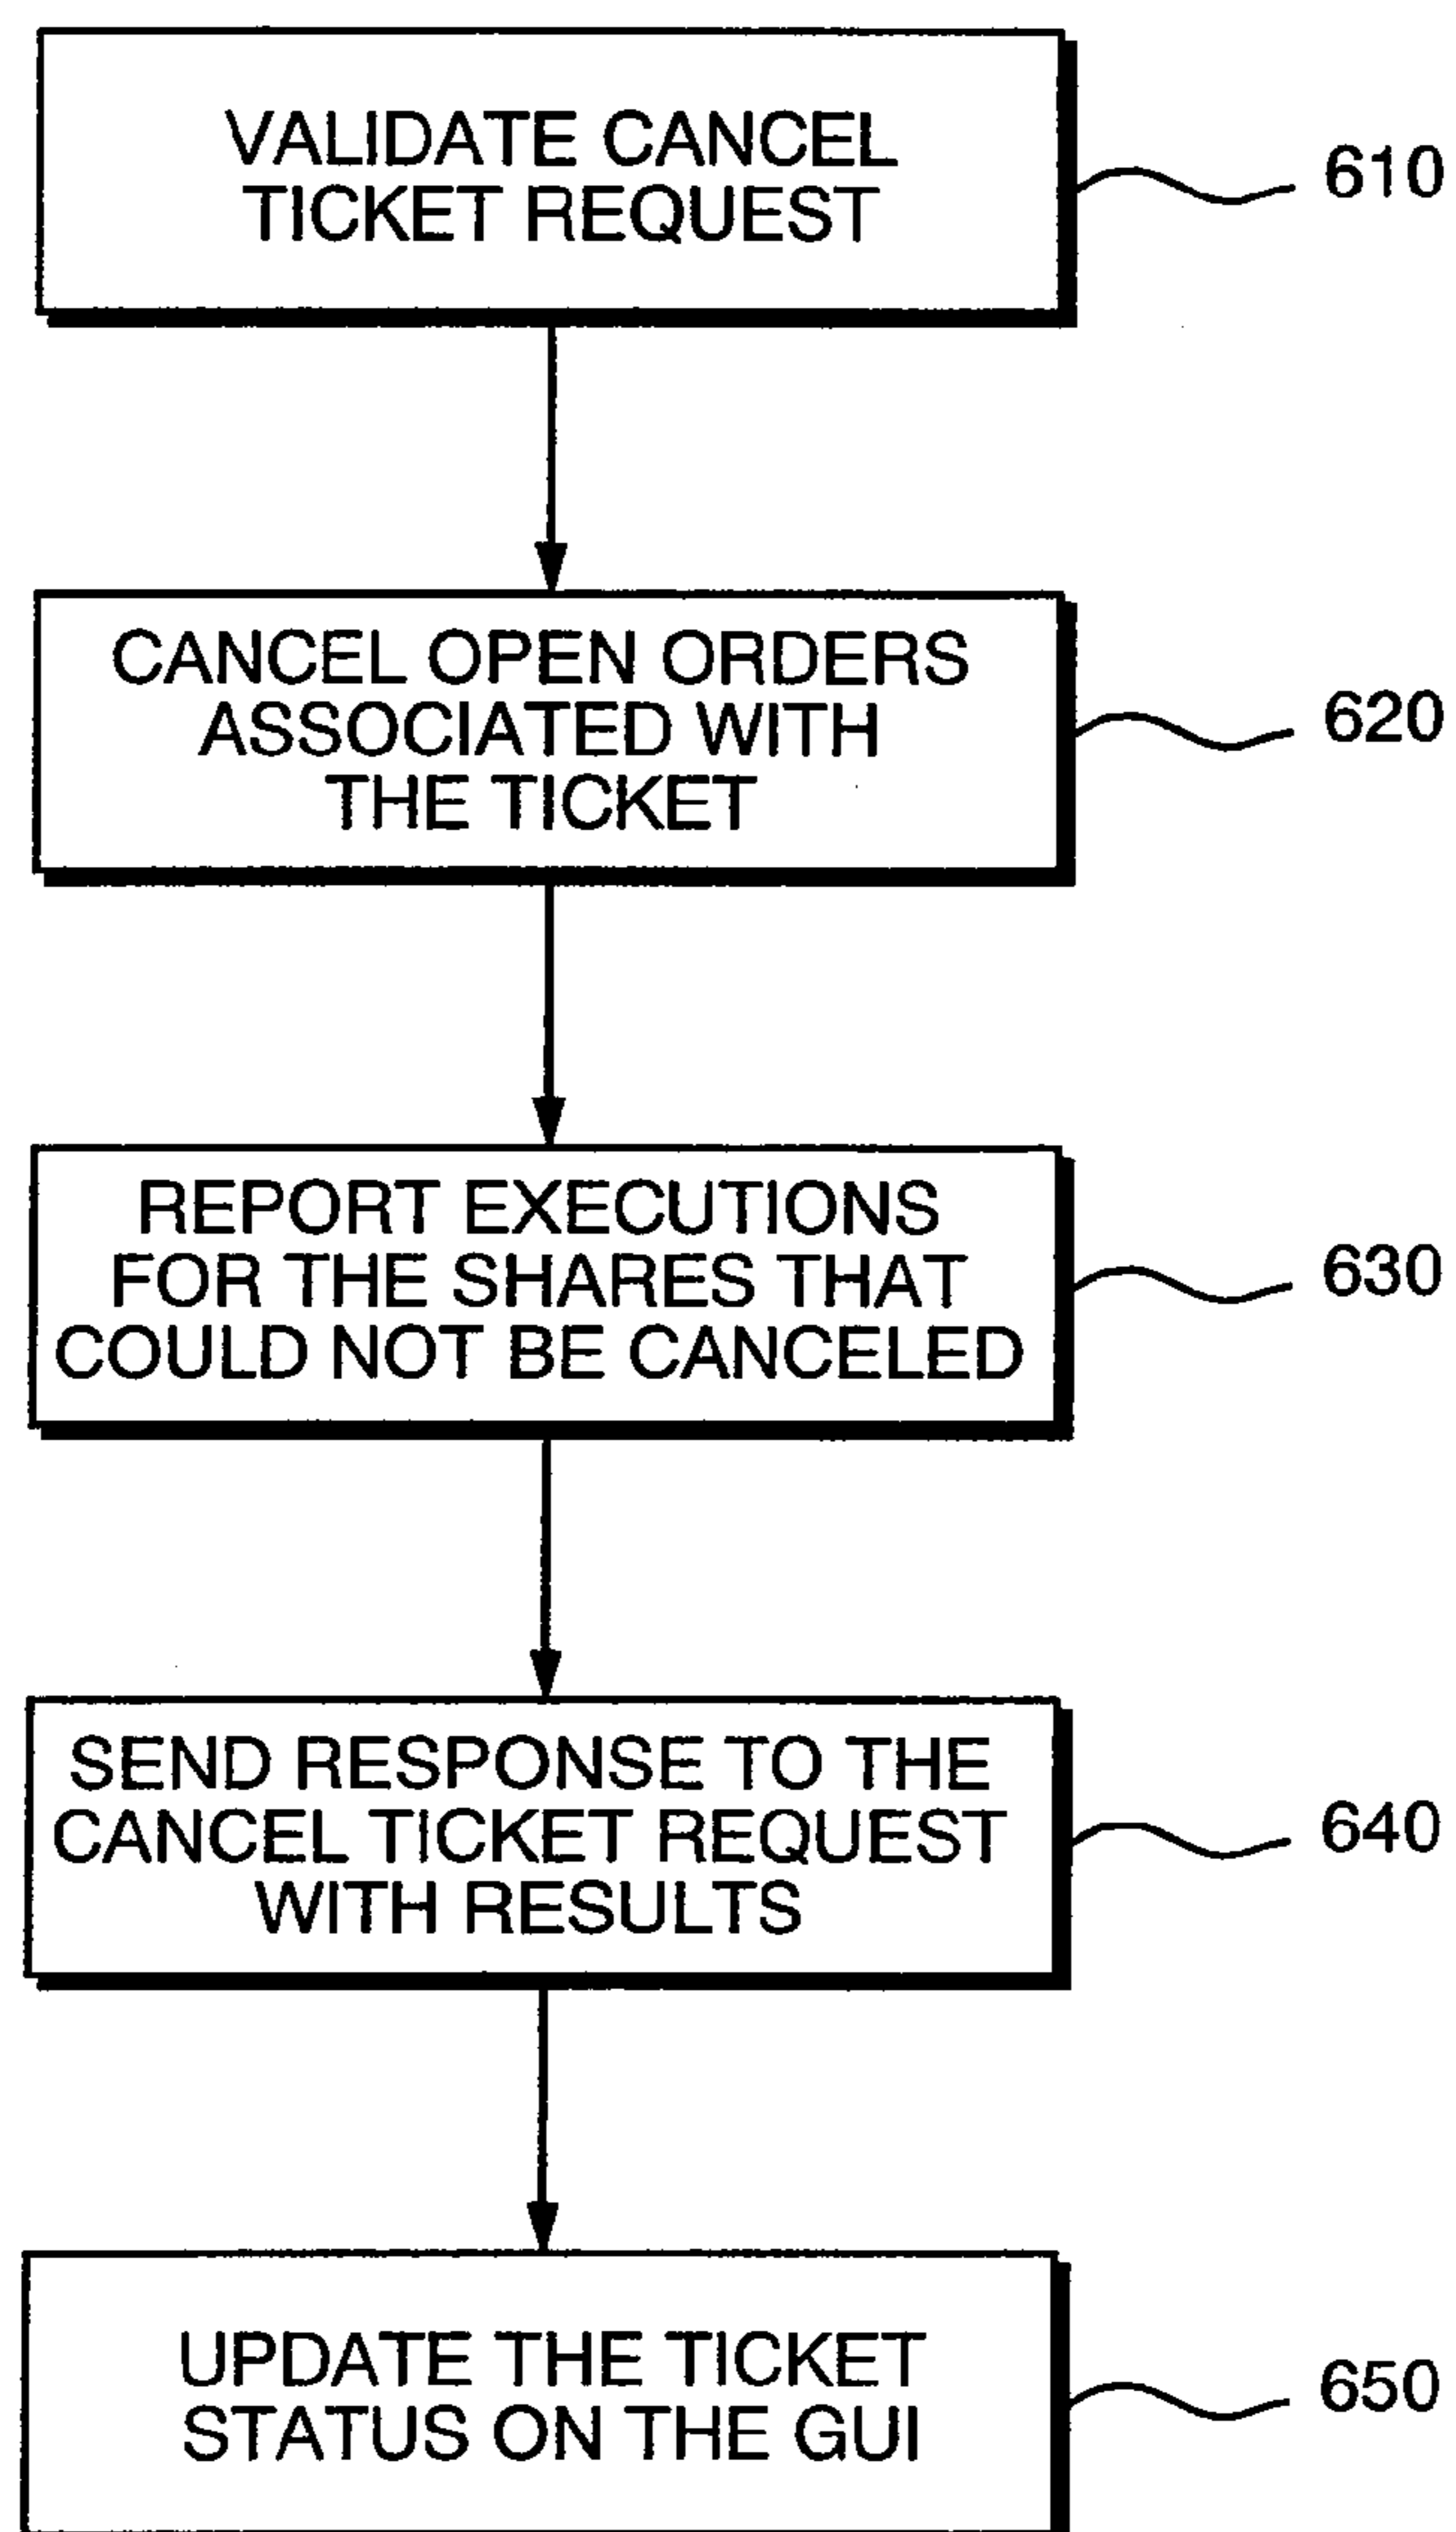 VALIDATE CANCEL
TICKET REQUEST
610
CANCEL OPEN ORDERS
ASSOCIATED WITH
THE TICKET
620
REPORT EXECUTIONS
FOR THE SHARES THAT
COULD NOT BE CANCELED
630
SEND RESPONSE TO THE
CANCEL TICKET REQUEST
WITH RESULTS
640
UPDATE THE TICKET
STATUS ON THE GUI
650